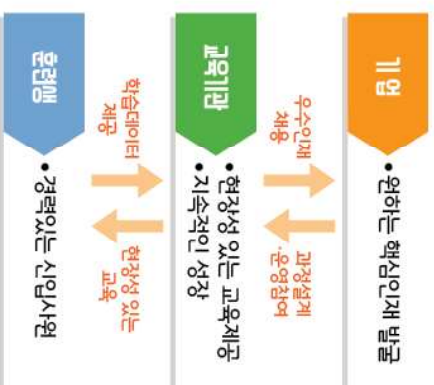 기 업
• 원하는 핵심인재 발굴
우수인재
채용
과정설계
·운영참여
교육기관
• 현장성 있는 교육제공
• 지속적인 성장
학습데이터
제공
현장성 있는
교육
훈련생
• 경력있는 신입사원